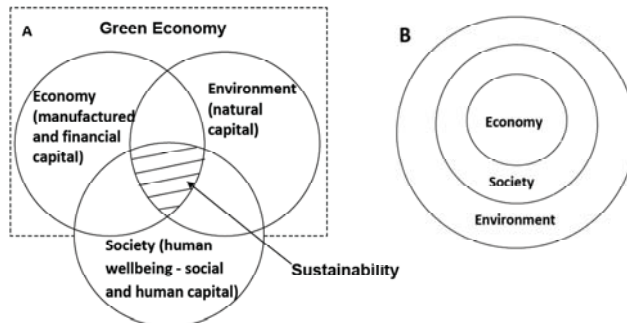 A
Green Economy
Economy
(manufactured
and financial
capital)
Environment
(natural
capital)
Society (human
wellbeing - social
and human capital)
Sustainability
B
Economy
Society
Environment